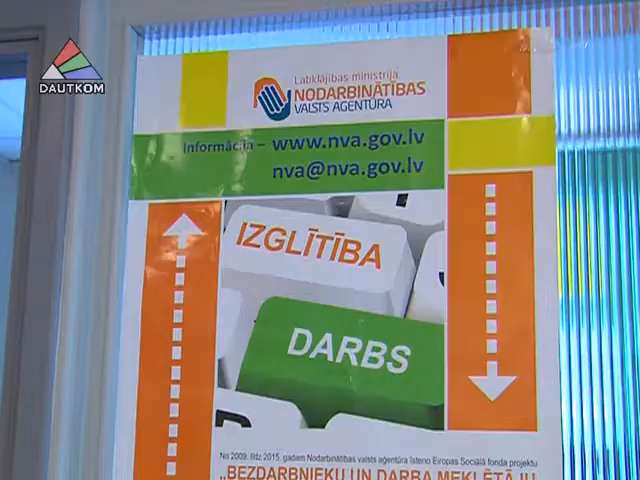 DAUTKOM
Labklājības ministrija
NODARBINĀTĪBAS
VALSTS AĢENTŪRA
Informācija – www.nva.gov.lv
nva@nva.gov.lv
IZGLĪTĪBA
DARBS
No 2009. līdz 2015. gadam Nodarbinātības valsts aģentūra īsteno Eiropas Sociālā fonda projektu
„BEZDARBNIEKU UN DARBA MEKLĒTĀJU